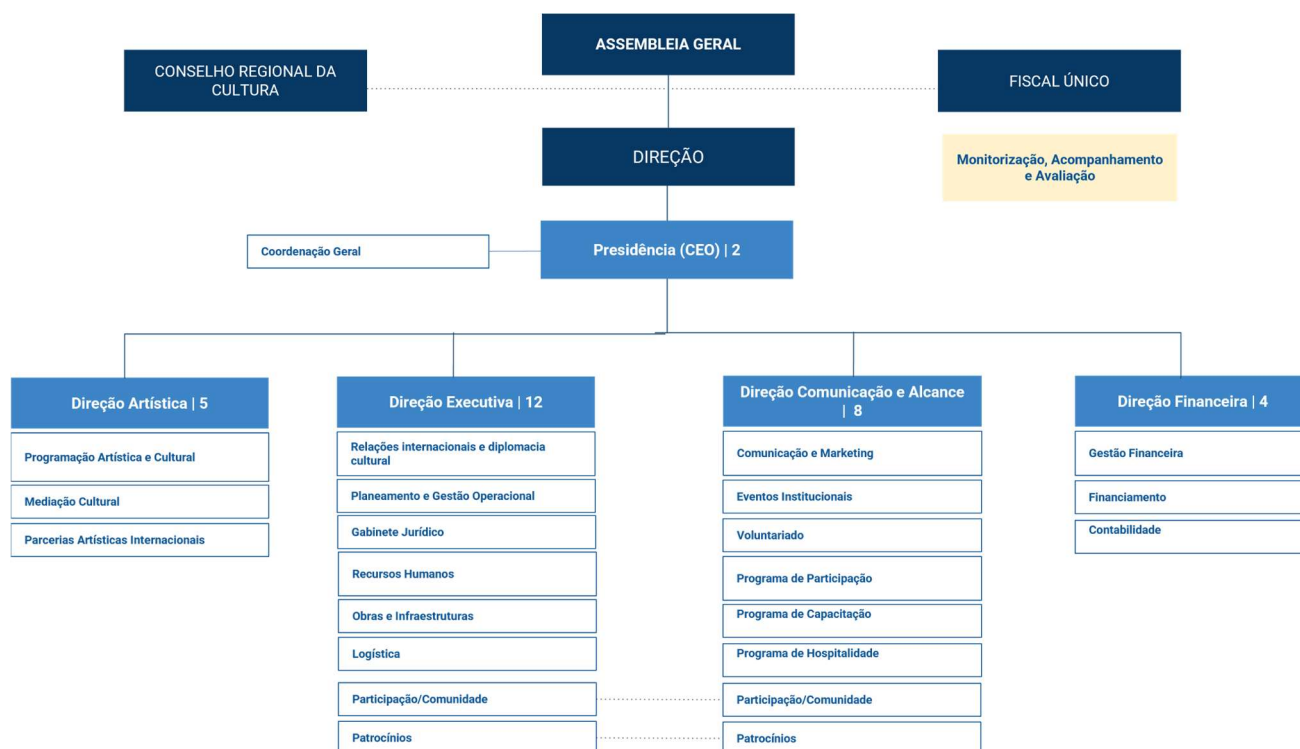 ASSEMBLEIA GERAL
CONSELHO REGIONAL DA
CULTURA
FISCAL ÚNICO
DIREÇÃO
Monitorização, Acompanhamento
e Avaliação
Coordenação Geral
Presidência (CEO) | 2
Direção Artística | 5
Programação Artística e Cultural
Mediação Cultural
Parcerias Artísticas Internacionais
Direção Executiva | 12
Relações internacionais e diplomacia
cultural
Planeamento e Gestão Operacional
Gabinete Jurídico
Recursos Humanos
Obras e Infraestruturas
Logística
Participação/Comunidade
Patrocínios
Direção Comunicação e Alcance
| 8
Comunicação e Marketing
Eventos Institucionais
Voluntariado
Programa de Participação
Programa de Capacitação
Programa de Hospitalidade
Participação/Comunidade
Patrocínios
Direção Financeira | 4
Gestão Financeira
Financiamento
Contabilidade